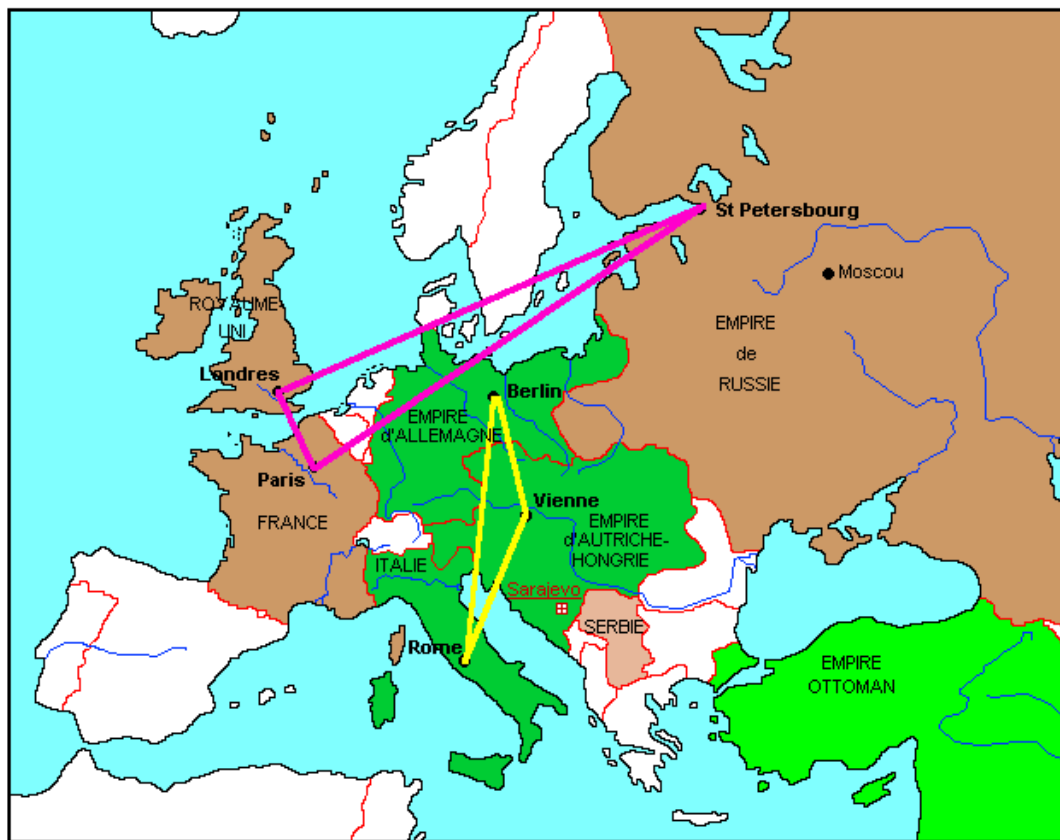 St Petersbourg
Moscou
ROYAUME-
UNI
EMPIRE
de
RUSSIE
Londres
Berlin
EMPIRE
d'ALLEMAGNE
Paris
FRANCE
Vienne
EMPIRE
d'AUTRICHE-
HONGRIE
ITALIE
Sarajevo
SERBIE
Rome
EMPIRE
OTTOMAN